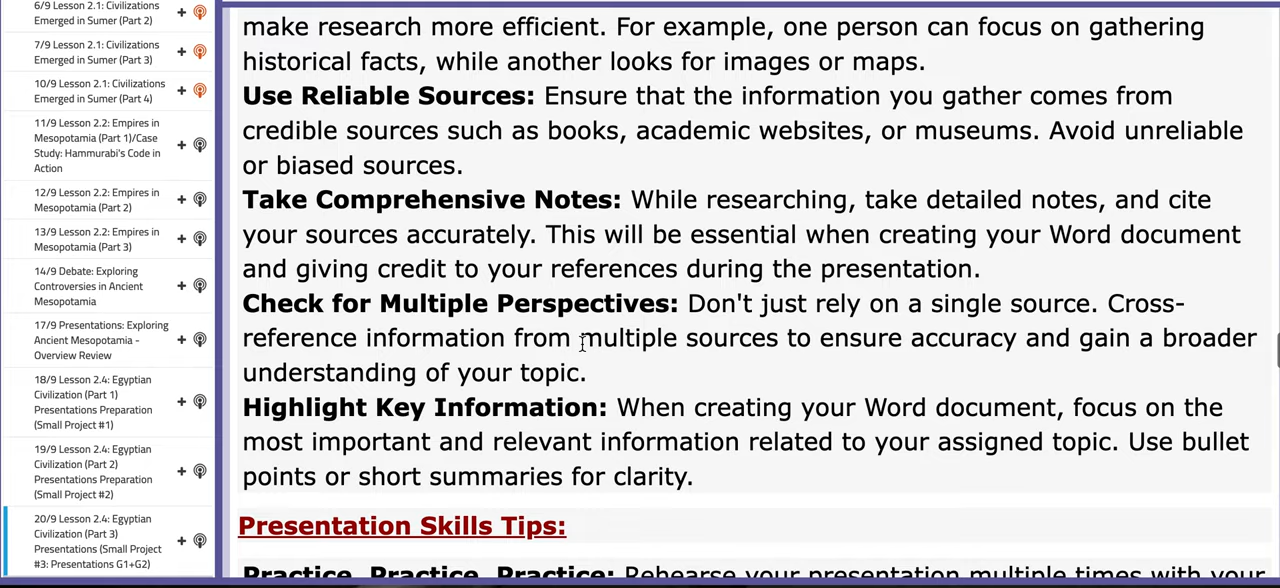 6/9 Lesson 2.1: Civilizations
Emerged in Sumer (Part 2)
7/9 Lesson 2.1: Civilizations
Emerged in Sumer (Part 3)
10/9 Lesson 2.1: Civilizations
Emerged in Sumer (Part 4)
11/9 Lesson 2.2: Empires in
Mesopotamia (Part 1)/Case
Study: Hammurabi's Code in
Action
12/9 Lesson 2.2: Empires in
Mesopotamia (Part 2)
13/9 Lesson 2.2: Empires in
Mesopotamia (Part 3)
14/9 Debate: Exploring
Controversies in Ancient
Mesopotamia
17/9 Presentations: Exploring
Ancient Mesopotamia -
Overview Review
18/9 Lesson 2.4: Egyptian
Civilization (Part 1)
Presentations Preparation
(Small Project #1)
19/9 Lesson 2.4: Egyptian
Civilization (Part 2)
Presentations Preparation
(Small Project #2)
20/9 Lesson 2.4: Egyptian
Civilization (Part 3)
Presentations (Small Project
#3: Presentations G1+G2)
make research more efficient. For example, one person can focus on gathering
historical facts, while another looks for images or maps.
Use Reliable Sources: Ensure that the information you gather comes from
credible sources such as books, academic websites, or museums. Avoid unreliable
or biased sources.
Take Comprehensive Notes: While researching, take detailed notes, and cite
your sources accurately. This will be essential when creating your Word document
and giving credit to your references during the presentation.
Check for Multiple Perspectives: Don't just rely on a single source. Cross-
reference information from multiple sources to ensure accuracy and gain a broader
understanding of your topic.
Highlight Key Information: When creating your Word document, focus on the
most important and relevant information related to your assigned topic. Use bullet
points or short summaries for clarity.
Presentation Skills Tips:
Practice, Practice, Practice: Rehearse your presentation multiple times with your